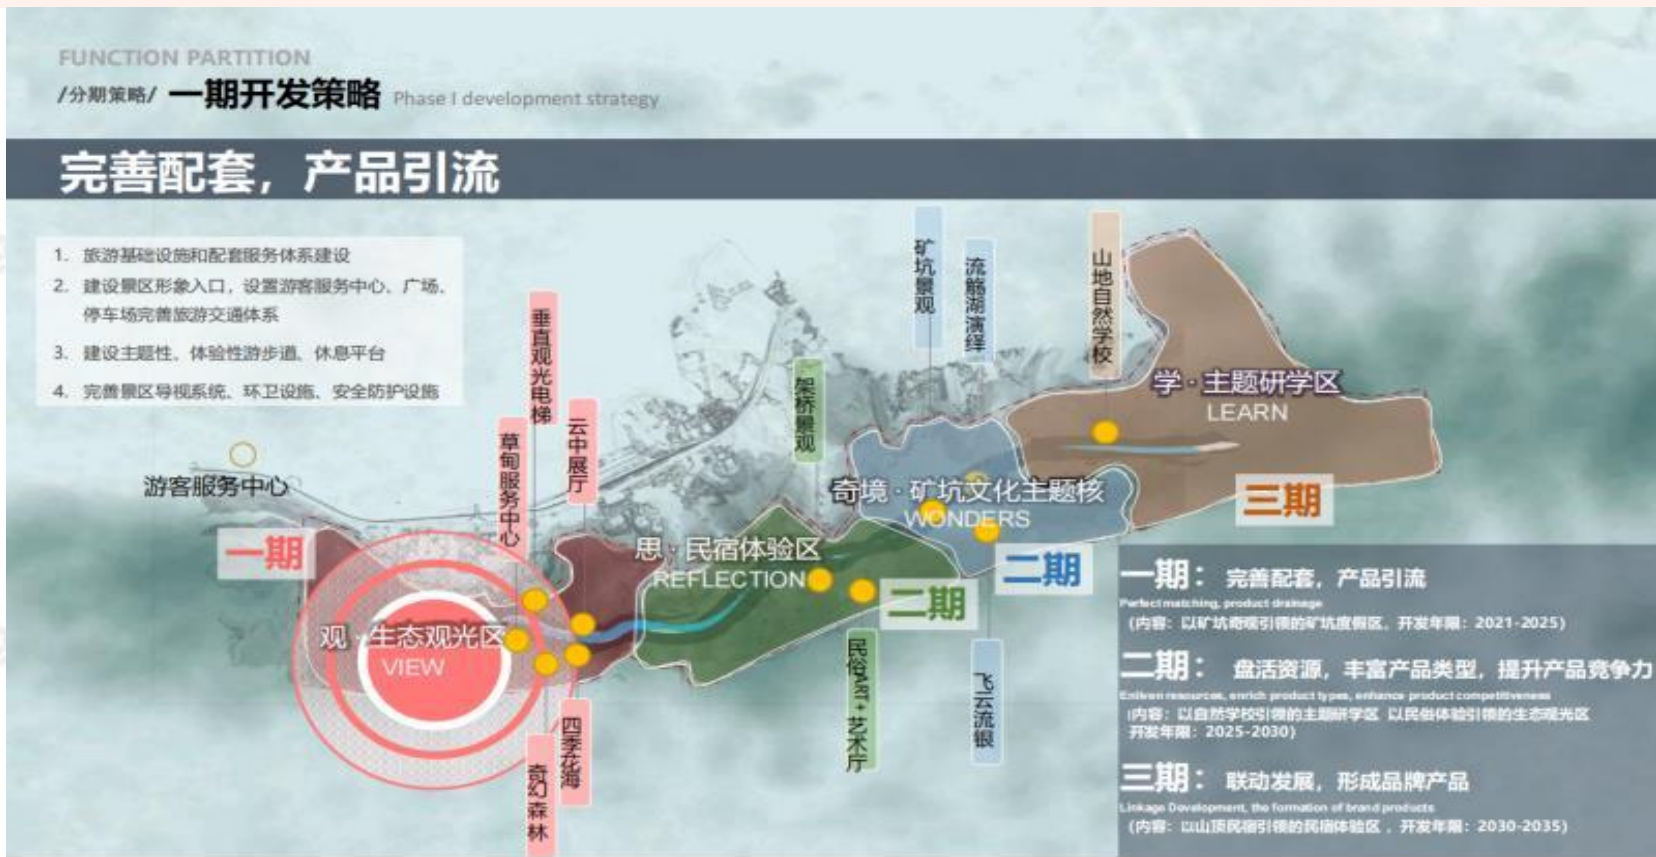 FUNCTION PARTITION
/分期策略/ 一期开发策略 Phase I development strategy
完善配套，产品引流
1. 旅游基础设施和配套服务体系建设
2. 建设景区形象入口，设置游客服务中心、广场、
停车场完善旅游交通体系
3. 建设主题性、体验性游步道、休息平台
4. 完善景区导视系统、环卫设施、安全防护设施
游客服务中心
草甸服务中心
垂直观光电梯
云中展厅
架桥景观
矿坑景观
流觞湖演绎
山地自然学校
学·主题研学区
LEARN
三期
奇境·矿坑文化主题核
WONDERS
二期
思·民宿体验区
REFLECTION
二期
一期
观·生态观光区
VIEW
奇幻森林
四季花海
民俗ART+艺术厅
飞云流银
一期：完善配套，产品引流
Perfect matching, product drainage
（内容：以矿坑奇观引领的矿坑度假区，开发年限：2021-2025）
二期：盘活资源，丰富产品类型，提升产品竞争力
Enliven resources, enrich product types, enhance product competitiveness
（内容：以自然学校引领的主题研学区 以民俗体验引领的生态观光区
开发年限：2025-2030）
三期：联动发展，形成品牌产品
Linkage Development, the formation of brand products
（内容：以山顶民宿引领的民宿体验区，开发年限：2030-2035）